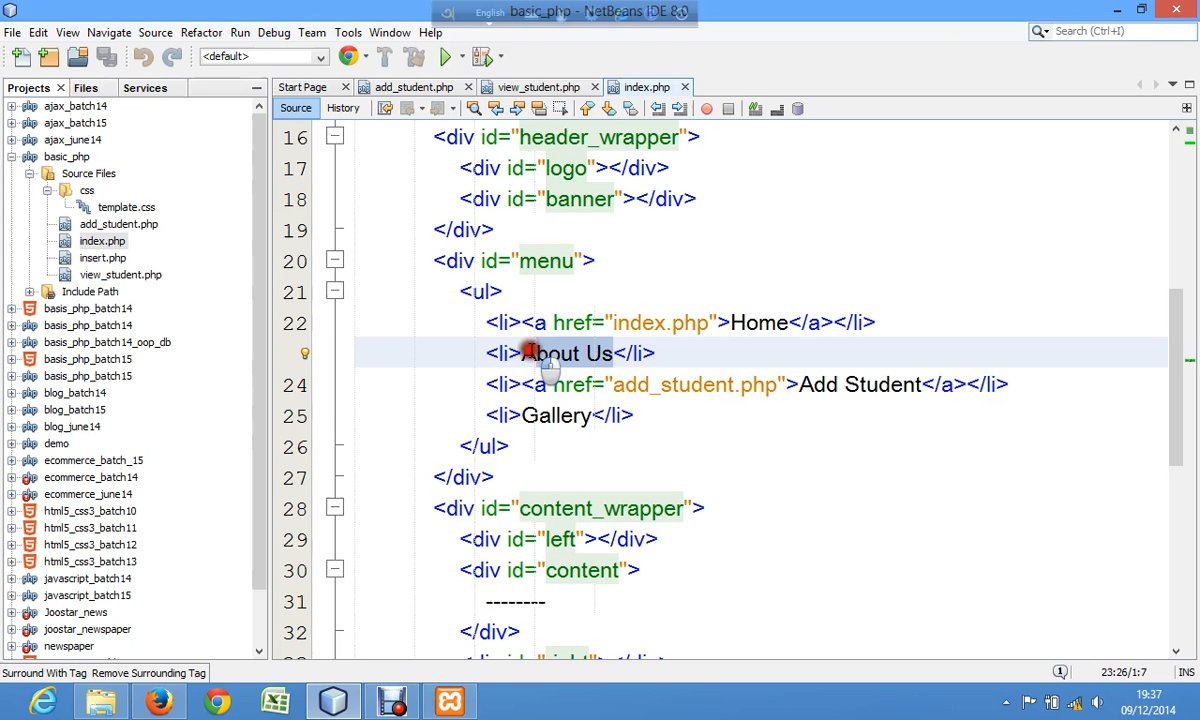 English
basic_php - NetBeans IDE 8.0
File Edit View Navigate Source Refactor Run Debug Team Tools Window Help
Search (Ctrl+I)
<default>
Projects Files Services
Start Page add_student.php view_student.php index.php
Source History
ajax_batch14
ajax_batch15
ajax_june14
basic_php
Source Files
css
template.css
add_student.php
index.php
insert.php
view_student.php
Include Path
basis_php_batch14
basis_php_batch14
basis_php_batch14_oop_db
basis_php_batch15
basis_php_batch15
blog_batch14
blog_batch15
blog_june14
demo
ecommerce_batch_15
ecommerce_batch14
ecommerce_june14
html5_css3_batch10
html5_css3_batch11
html5_css3_batch12
html5_css3_batch13
javascript_batch14
javascript_batch15
Joostar_news
joostar_newspaper
newspaper
16 <div id="header_wrapper">
17 <div id="logo"></div>
18 <div id="banner"></div>
19 </div>
20 <div id="menu">
21 <ul>
22 <li><a href="index.php">Home</a></li>
<li>About Us</li>
24 <li><a href="add_student.php">Add Student</a></li>
25 <li>Gallery</li>
26 </ul>
27 </div>
28 <div id="content_wrapper">
29 <div id="left"></div>
30 <div id="content">
31 --------
32 </div>
Surround With Tag Remove Surrounding Tag
23:26/1:7 INS
19:37
09/12/2014